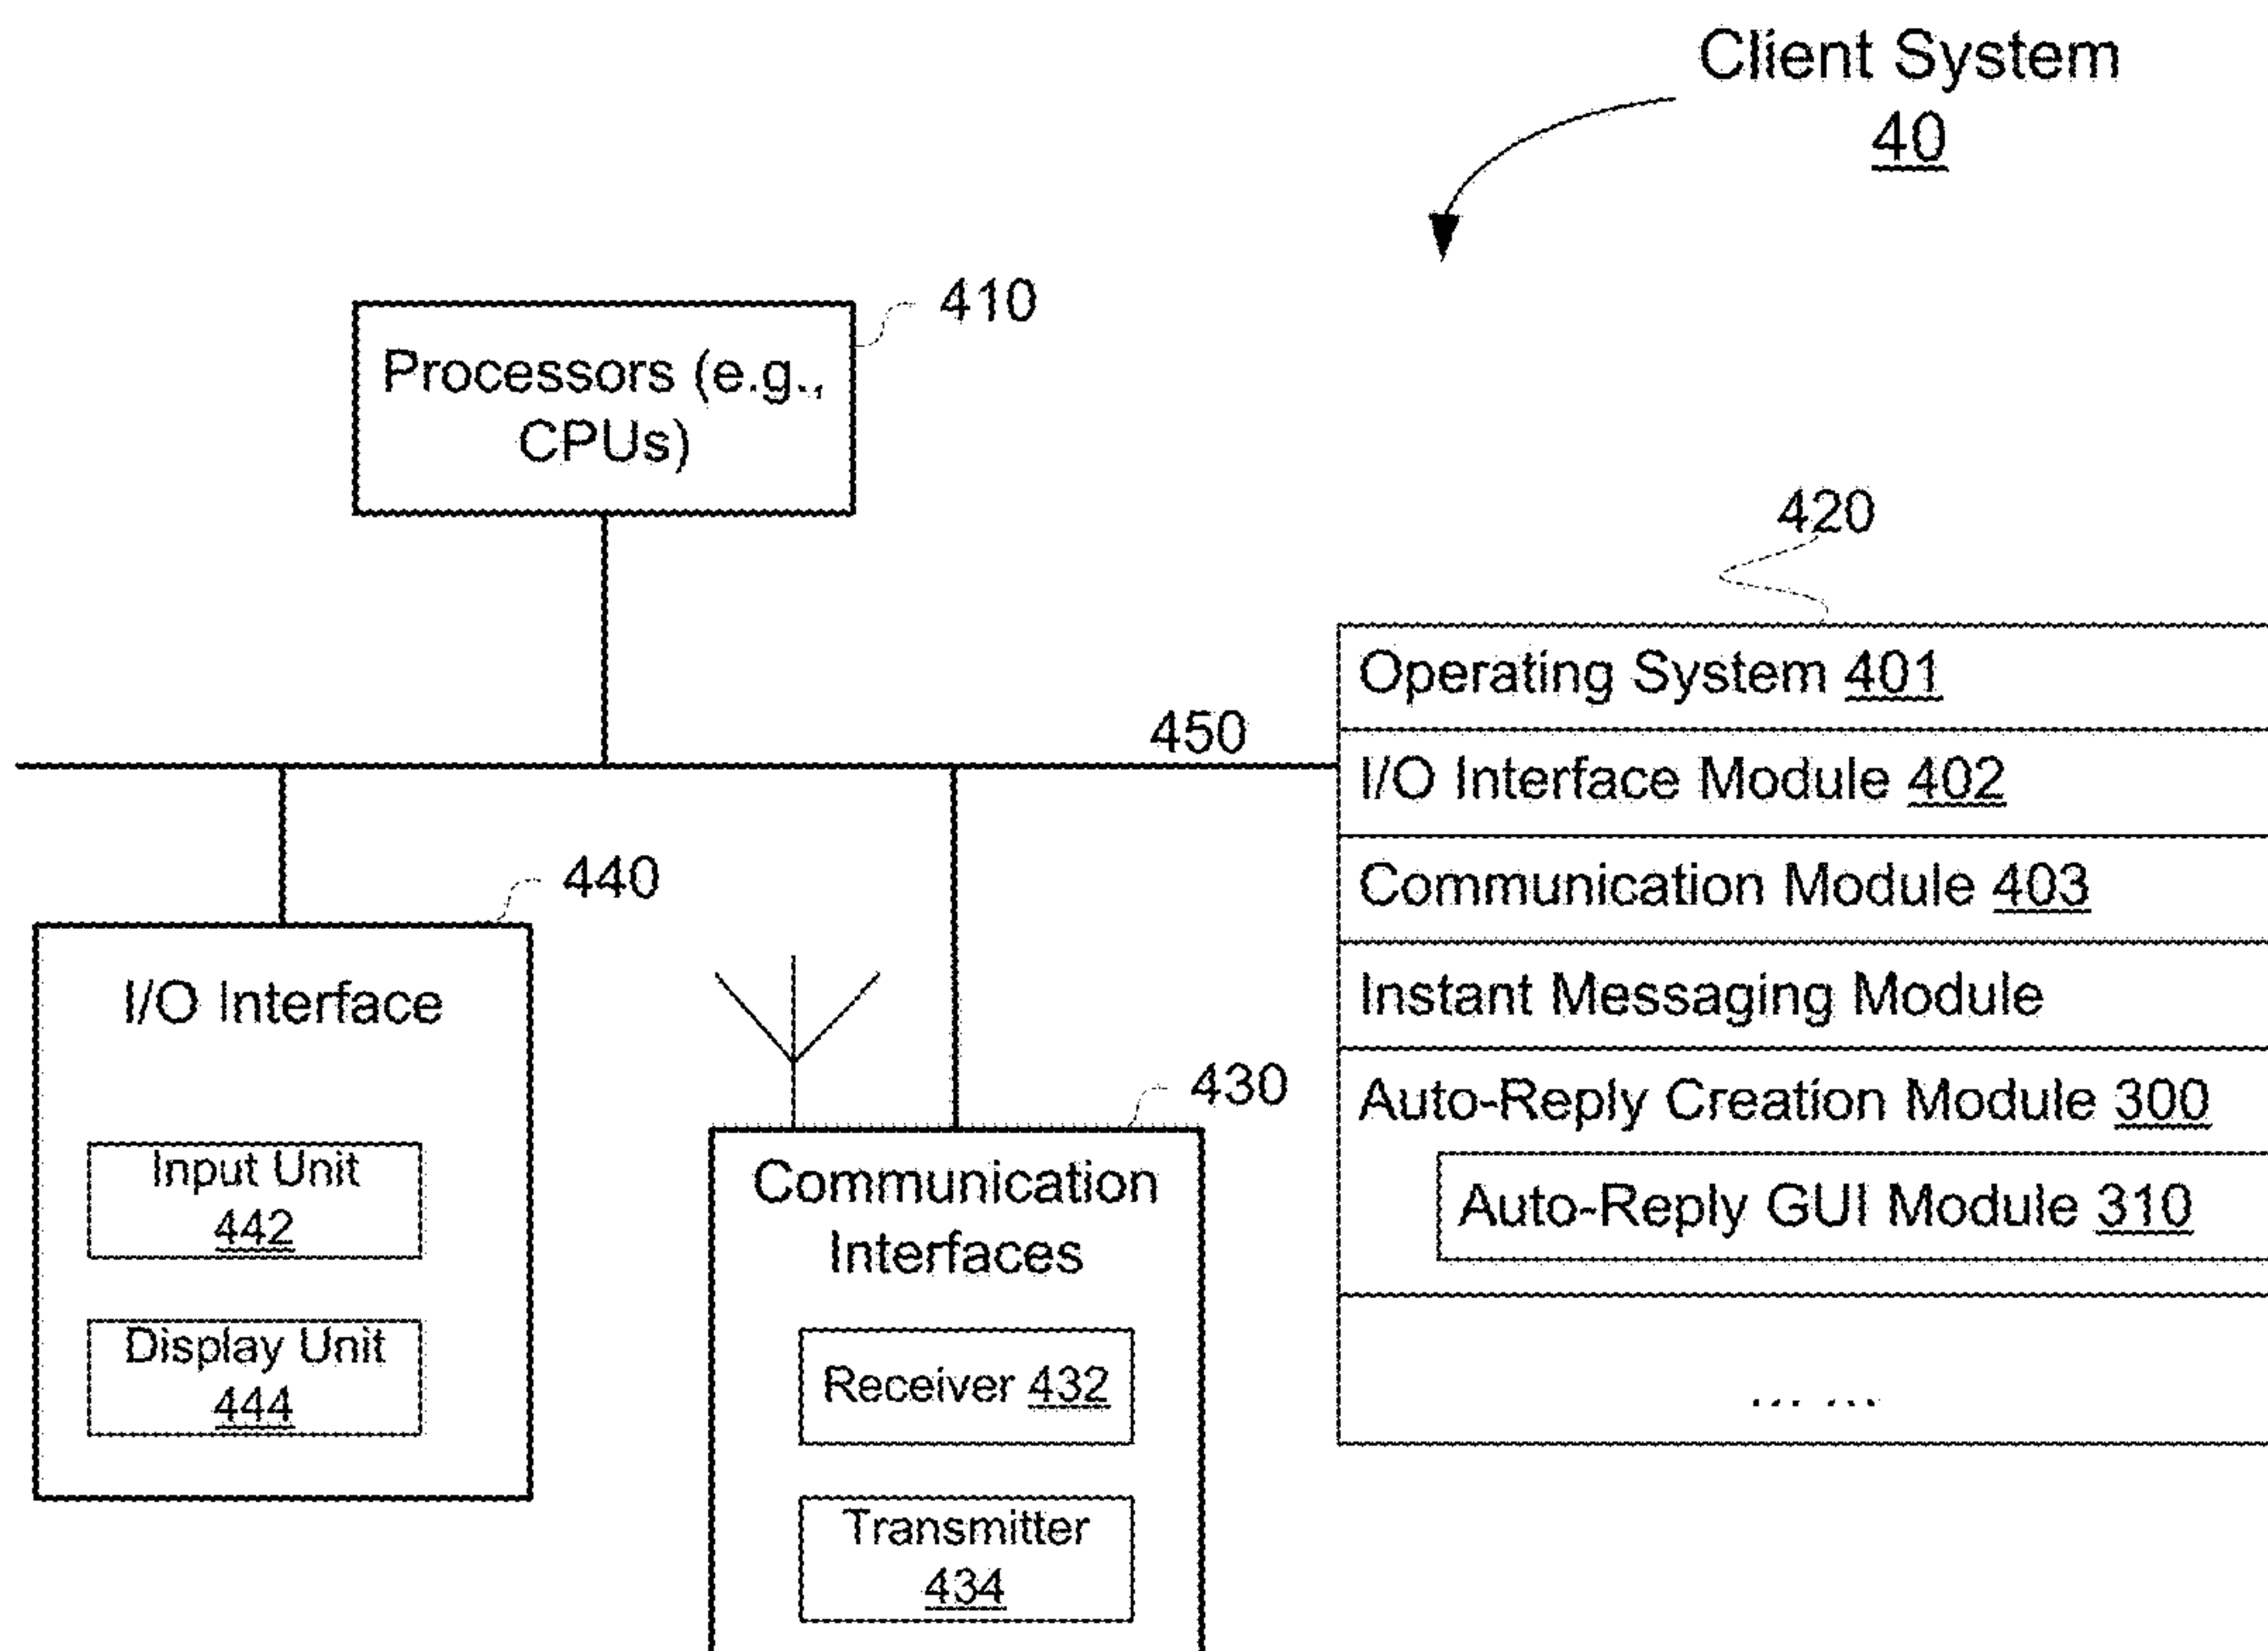 Client System
40
410
Processors (e.g.,
CPUs)
420
Operating System 401
450
I/O Interface Module 402
Communication Module 403
440
Instant Messaging Module
I/O Interface
430
Auto-Reply Creation Module 300
Input Unit
442
Communication
Interfaces
Auto-Reply GUI Module 310
Display Unit
444
Receiver 432
... ...
Transmitter
434